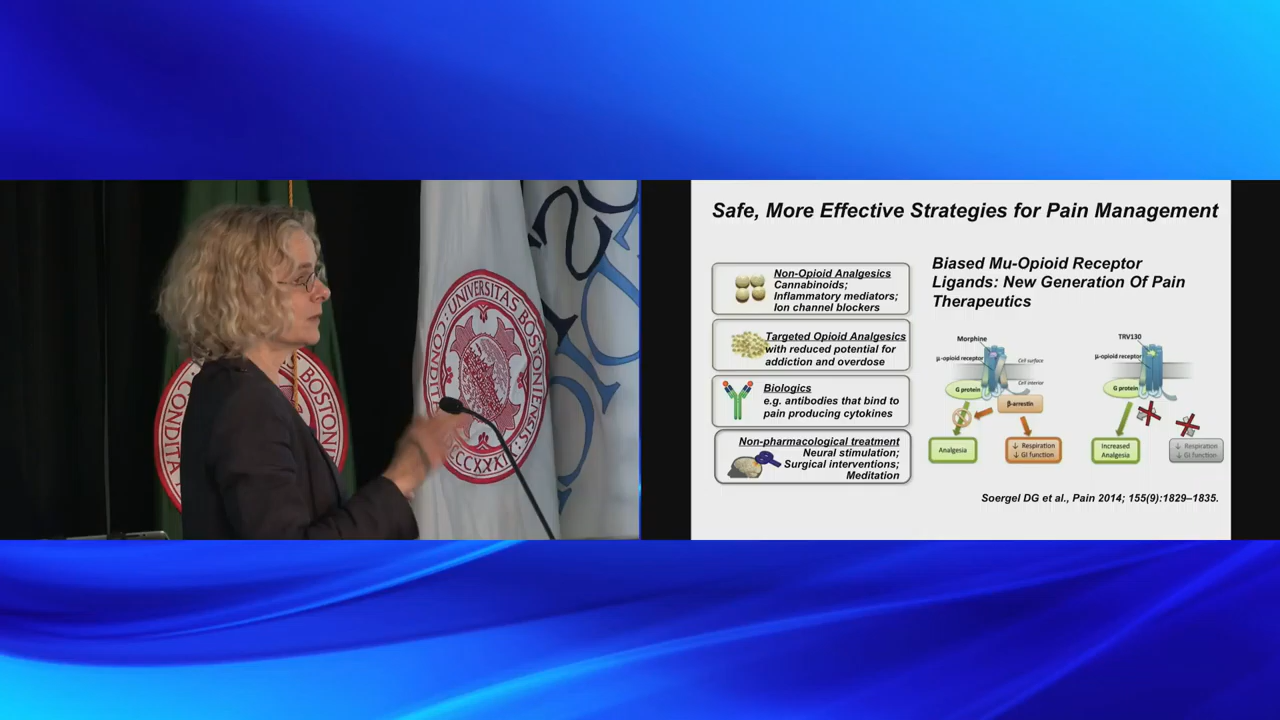 Safe, More Effective Strategies for Pain Management
Non-Opioid Analgesics
Cannabinoids;
Inflammatory mediators;
Ion channel blockers
Targeted Opioid Analgesics
with reduced potential for
addiction and overdose
Biologics
e.g. antibodies that bind to
pain producing cytokines
Non-pharmacological treatment
Neural stimulation;
Surgical interventions;
Meditation
Biased Mu-Opioid Receptor
Ligands: New Generation Of Pain
Therapeutics
Morphine
μ-opioid receptor
Cell surface
Cell interior
G protein
β-arrestin
Analgesia
↓ Respiration
↓ GI function
TRV130
μ-opioid receptor
G protein
Increased
Analgesia
↓ Respiration
↓ GI function
Soergel DG et al., Pain 2014; 155(9):1829–1835.
UNIVERSITAS BOSTONIENSIS
CONDITA